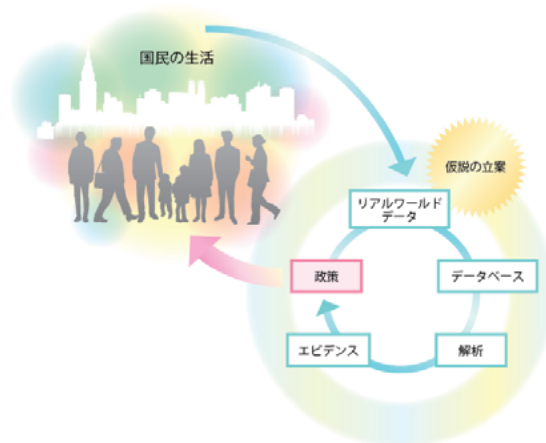 国民の生活
仮説の立案
リアルワールド
データ
政策
データベース
エビデンス
解析